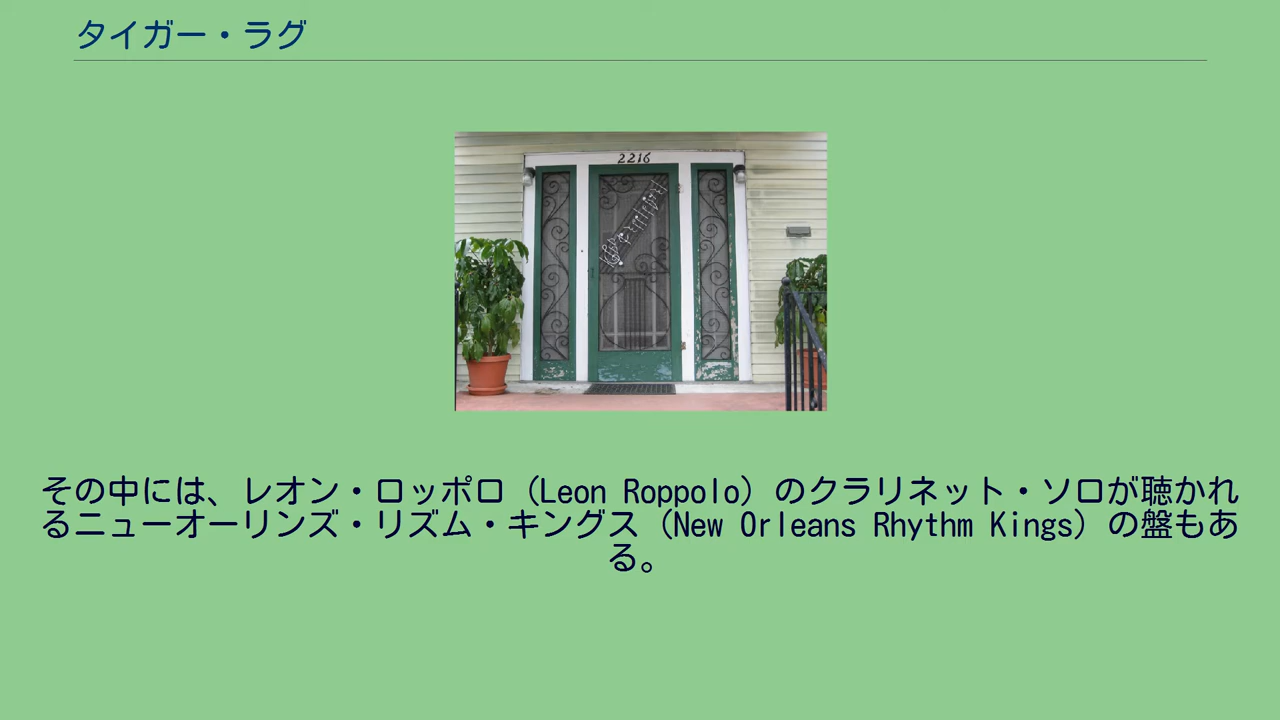 タイガー・ラグ
2216
その中には、レオン・ロッポロ（Leon Roppolo）のクラリネット・ソロが聴かれ
るニューオーリンズ・リズム・キングス（New Orleans Rhythm Kings）の盤もあ
る。